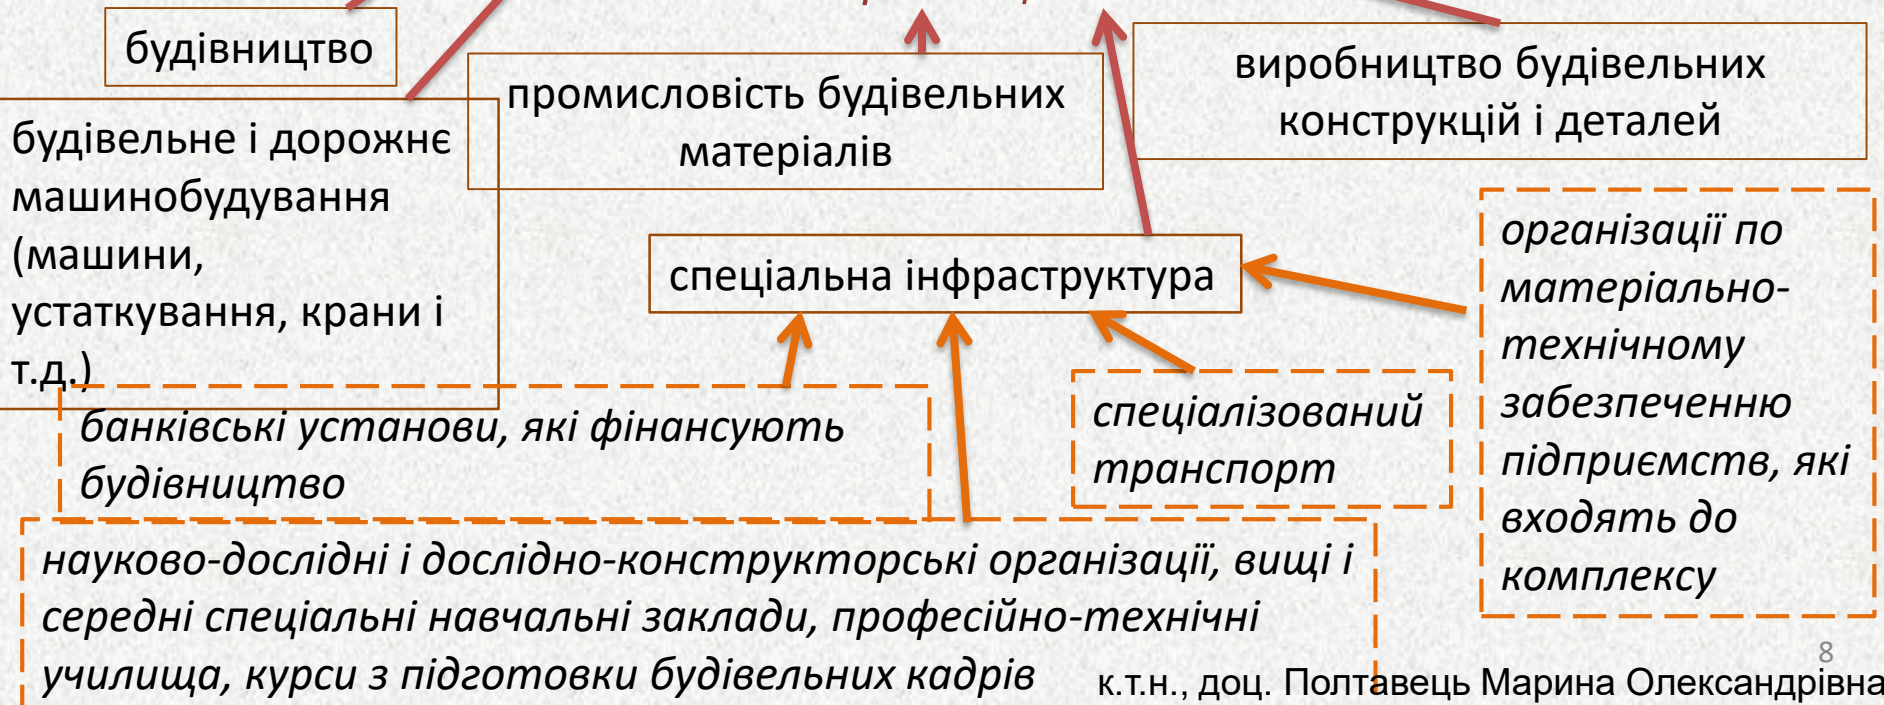 будівництво
промисловість будівельних
матеріалів
виробництво будівельних
конструкцій і деталей
будівельне і дорожнє
машинобудування
(машини,
устаткування, крани і
т.д.)
спеціальна інфраструктура
організації по
матеріально-
технічному
забезпеченню
підприємств, які
входять до
комплексу
банківські установи, які фінансують
будівництво
спеціалізований
транспорт
науково-дослідні і дослідно-конструкторські організації, вищі і
середні спеціальні навчальні заклади, професійно-технічні
училища, курси з підготовки будівельних кадрів
8
к.т.н., доц. Полтавець Марина Олександрівна